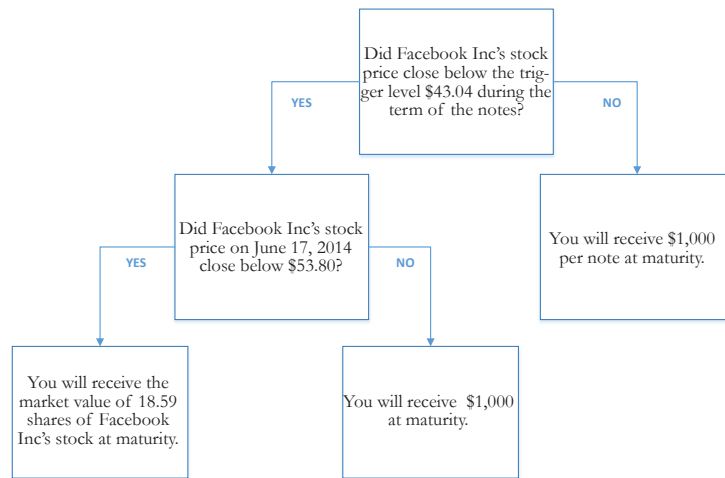 Did Facebook Inc's stock
price close below the trig-
ger level $43.04 during the
term of the notes?
YES
NO
Did Facebook Inc's stock
price on June 17, 2014
close below $53.80?
You will receive $1,000
per note at maturity.
YES
NO
You will receive the
market value of 18.59
shares of Facebook
Inc's stock at maturity.
You will receive $1,000
at maturity.